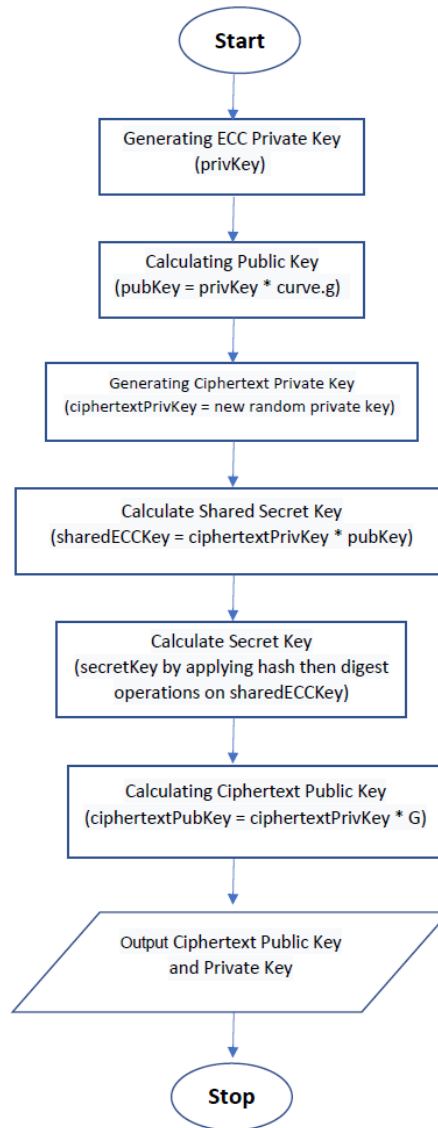 Start
Generating ECC Private Key
(privKey)
Calculating Public Key
(pubKey = privKey * curve.g)
Generating Ciphertext Private Key
(ciphertextPrivKey = new random private key)
Calculate Shared Secret Key
(sharedECCKey = ciphertextPrivKey * pubKey)
Calculate Secret Key
(secretKey by applying hash then digest
operations on sharedECCKey)
Calculating Ciphertext Public Key
(ciphertextPubKey = ciphertextPrivKey * G)
Output Ciphertext Public Key
and Private Key
Stop